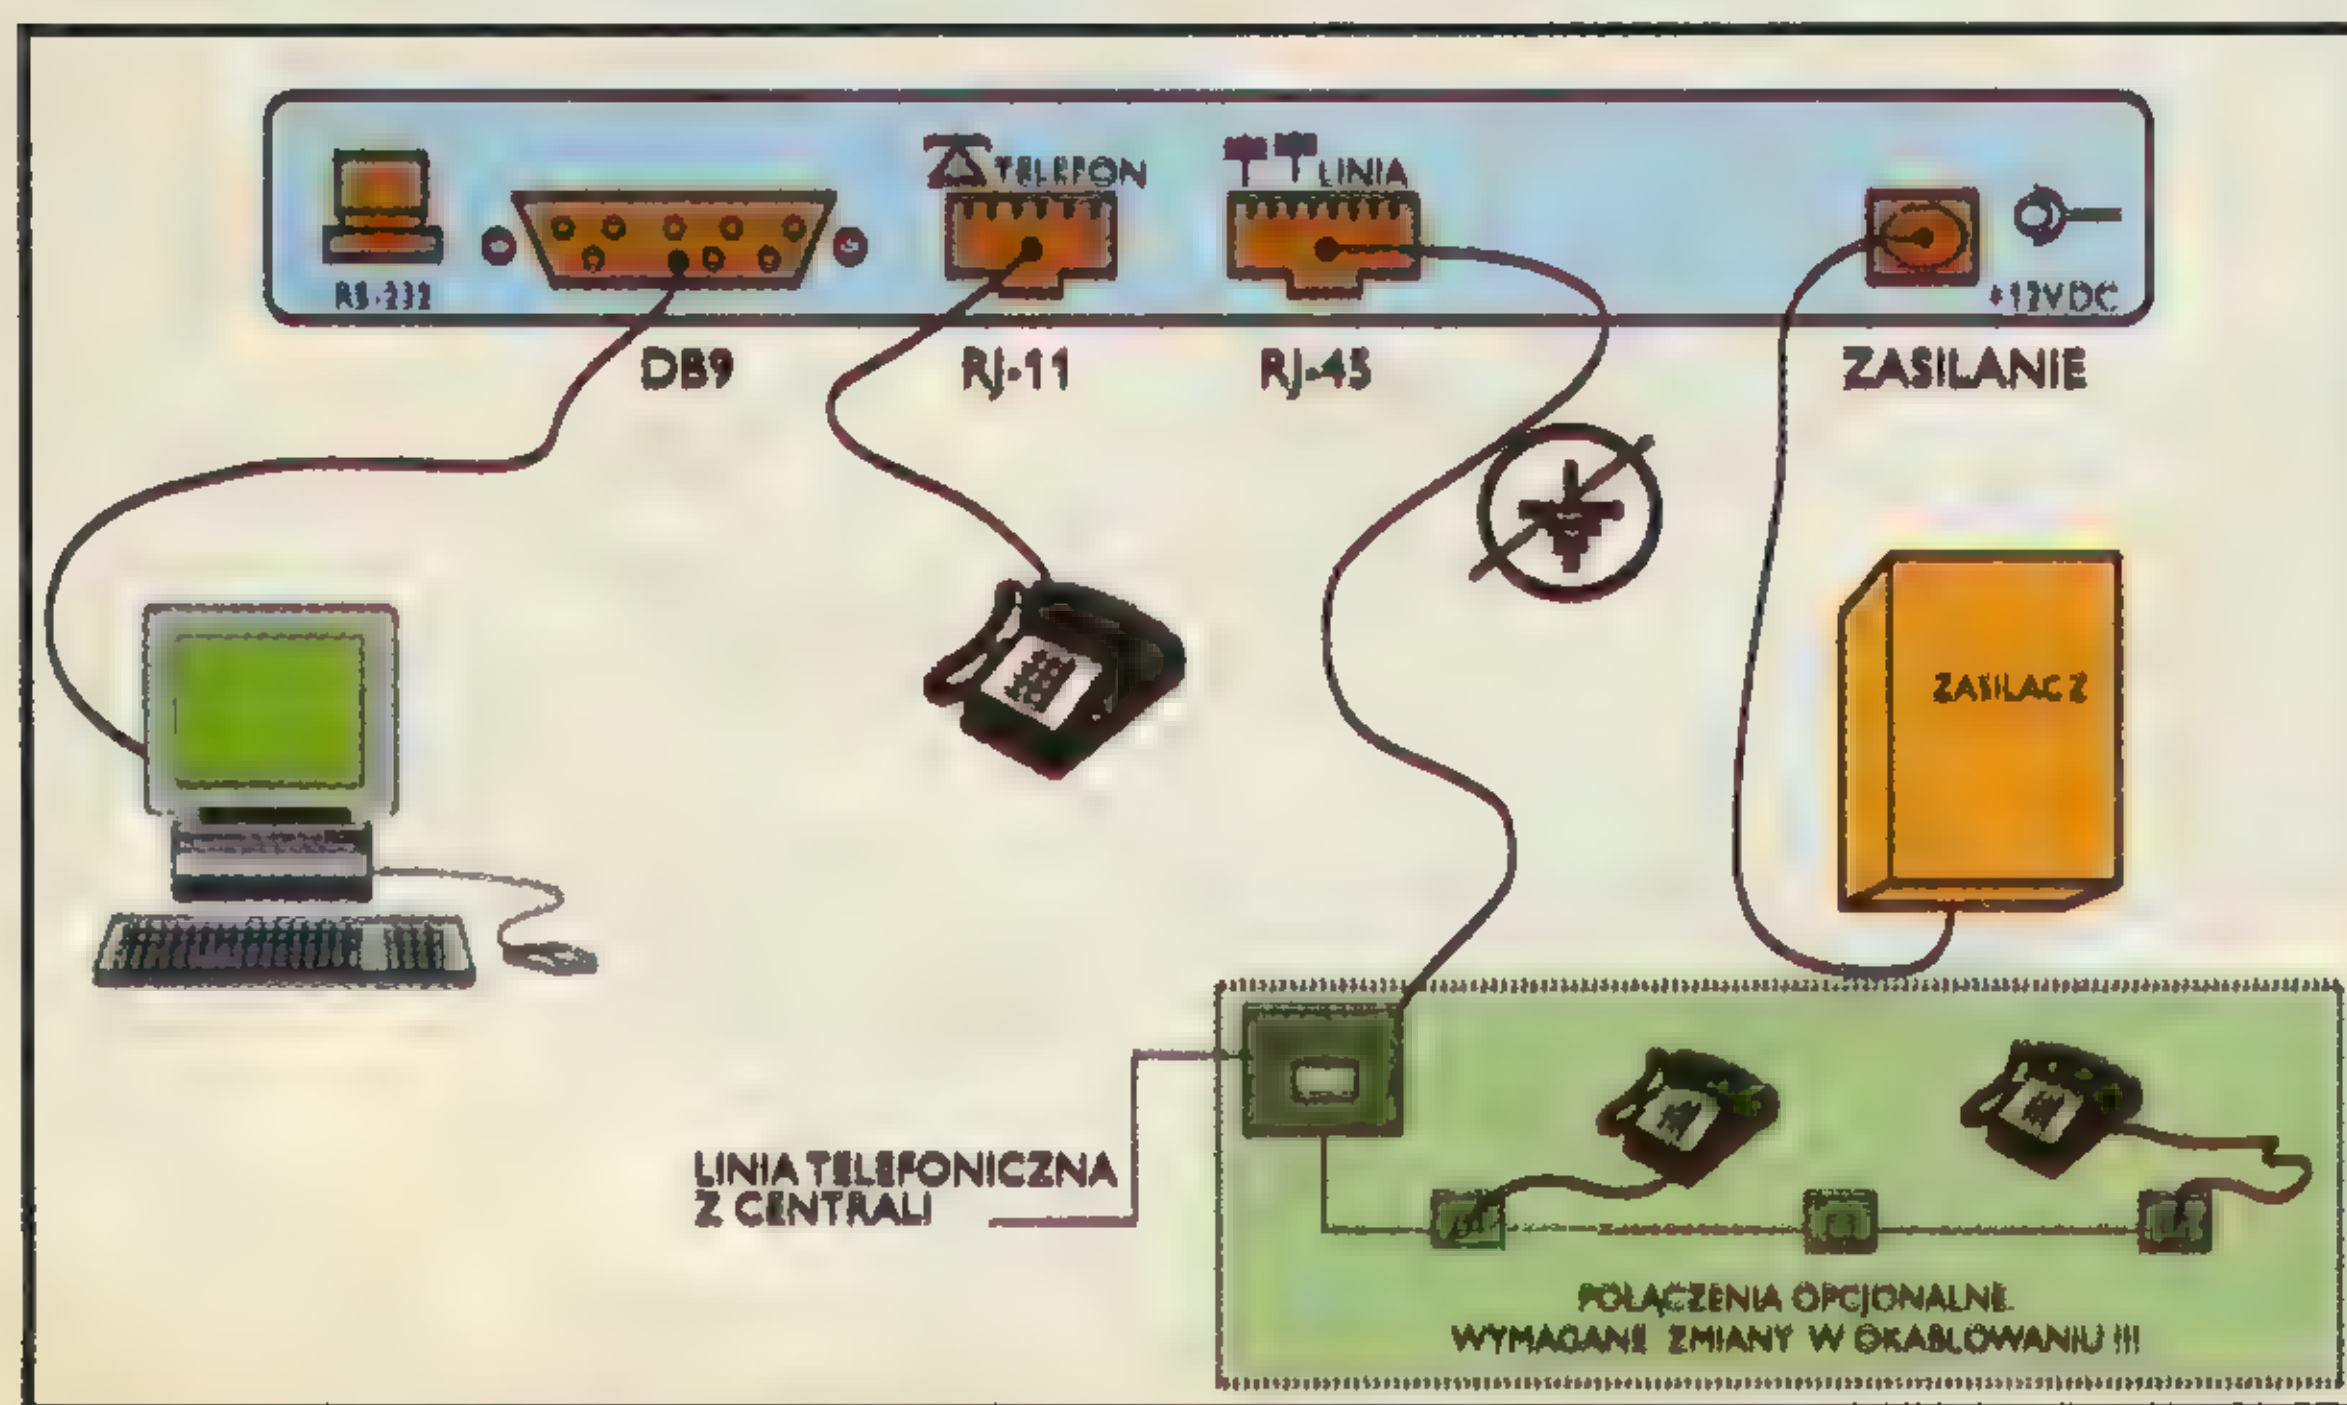 TELEFON
LINIA
RS-232
+12VDC
DB9
RJ-11
RJ-45
ZASILANIE
ZASILACZ
LINIA TELEFONICZNA
Z CENTRALI
POŁĄCZENIA OPCJONALNE.
WYMAGANE ZMIANY W OKABLOWANIU !!!